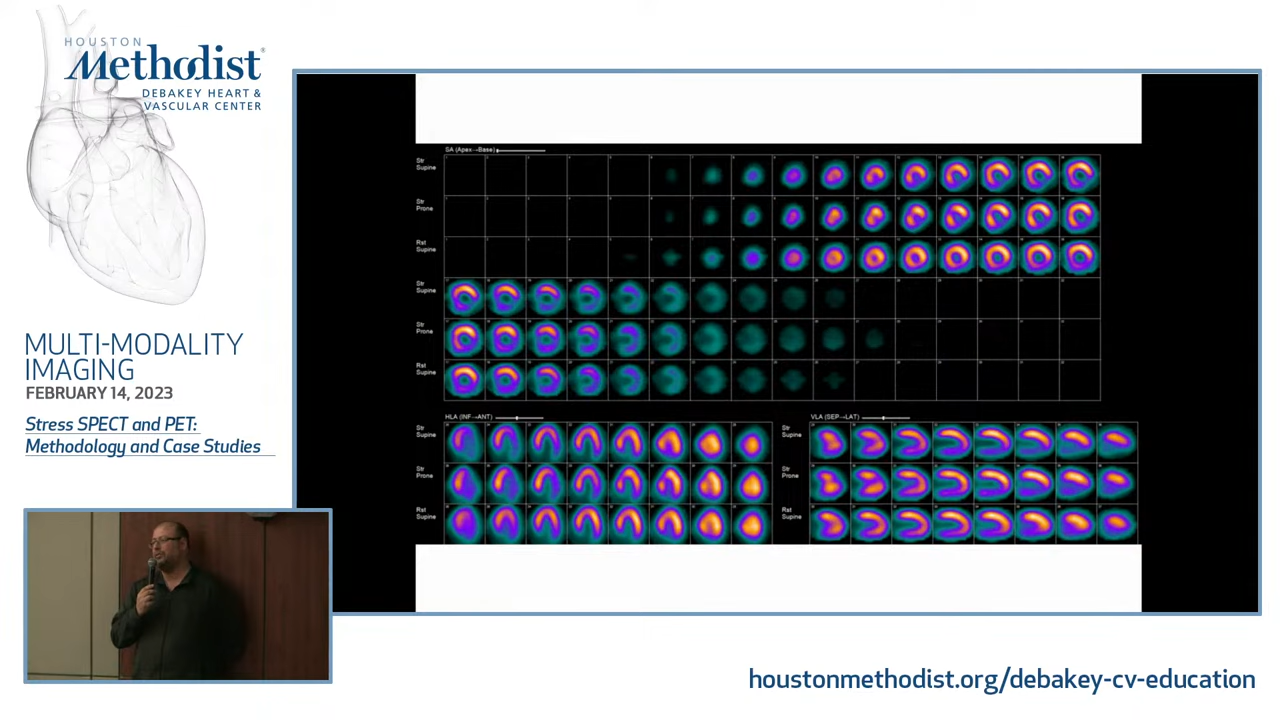 HOUSTON
Methodist®
DEBAKEY HEART &
VASCULAR CENTER
MULTI-MODALITY
IMAGING
FEBRUARY 14, 2023
Stress SPECT and PET:
Methodology and Case Studies
SA (Apex→Base)
Str
Supine
Str
Prone
Rst
Supine
Str
Supine
Str
Prone
Rst
Supine
HLA (INF→ANT)
Str
Supine
Str
Prone
Rst
Supine
VLA (SEP→LAT)
Str
Supine
Str
Prone
Rst
Supine
houstonmethodist.org/debakey-cv-education